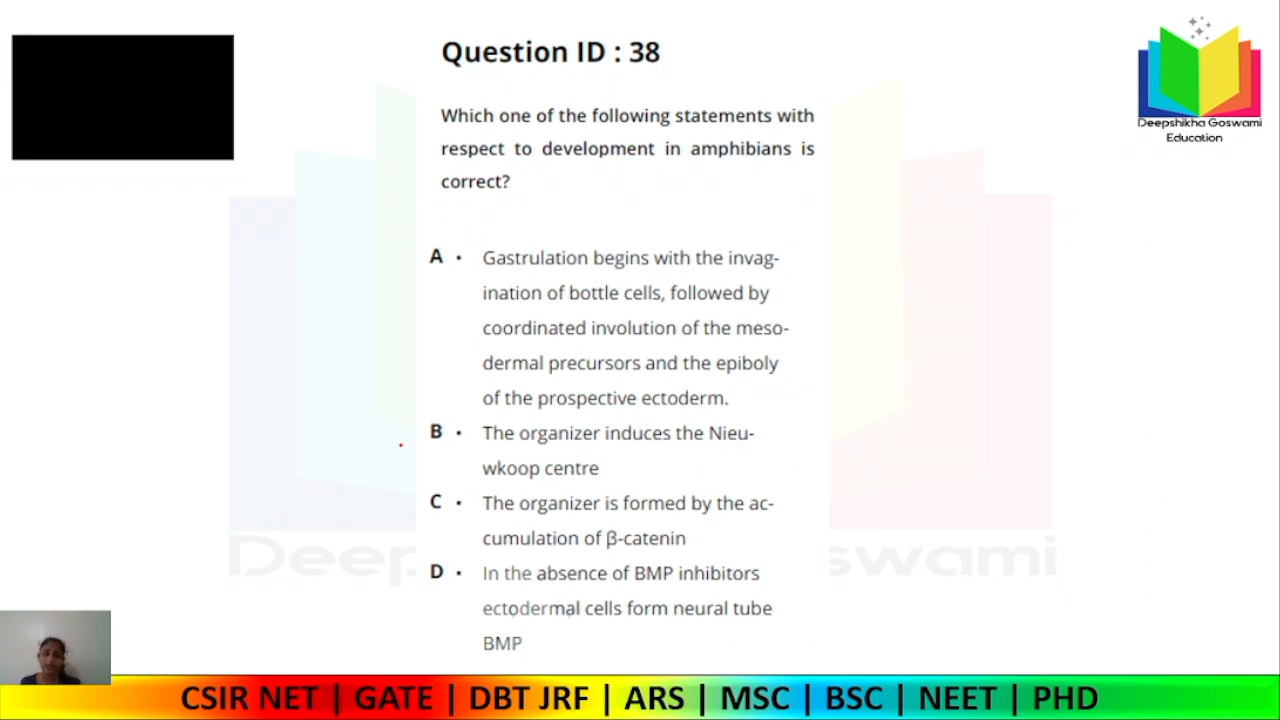 Question ID : 38
Deepshikha Goswami
Education
Which one of the following statements with
respect to development in amphibians is
correct?
A • Gastrulation begins with the invag-
ination of bottle cells, followed by
coordinated involution of the meso-
dermal precursors and the epiboly
of the prospective ectoderm.
B • The organizer induces the Nieu-
wkoop centre
C • The organizer is formed by the ac-
cumulation of β-catenin
D • In the absence of BMP inhibitors
ectodermal cells form neural tube
BMP
Deep swami
CSIR NET | GATE | DBT JRF | ARS | MSC | BSC | NEET | PHD